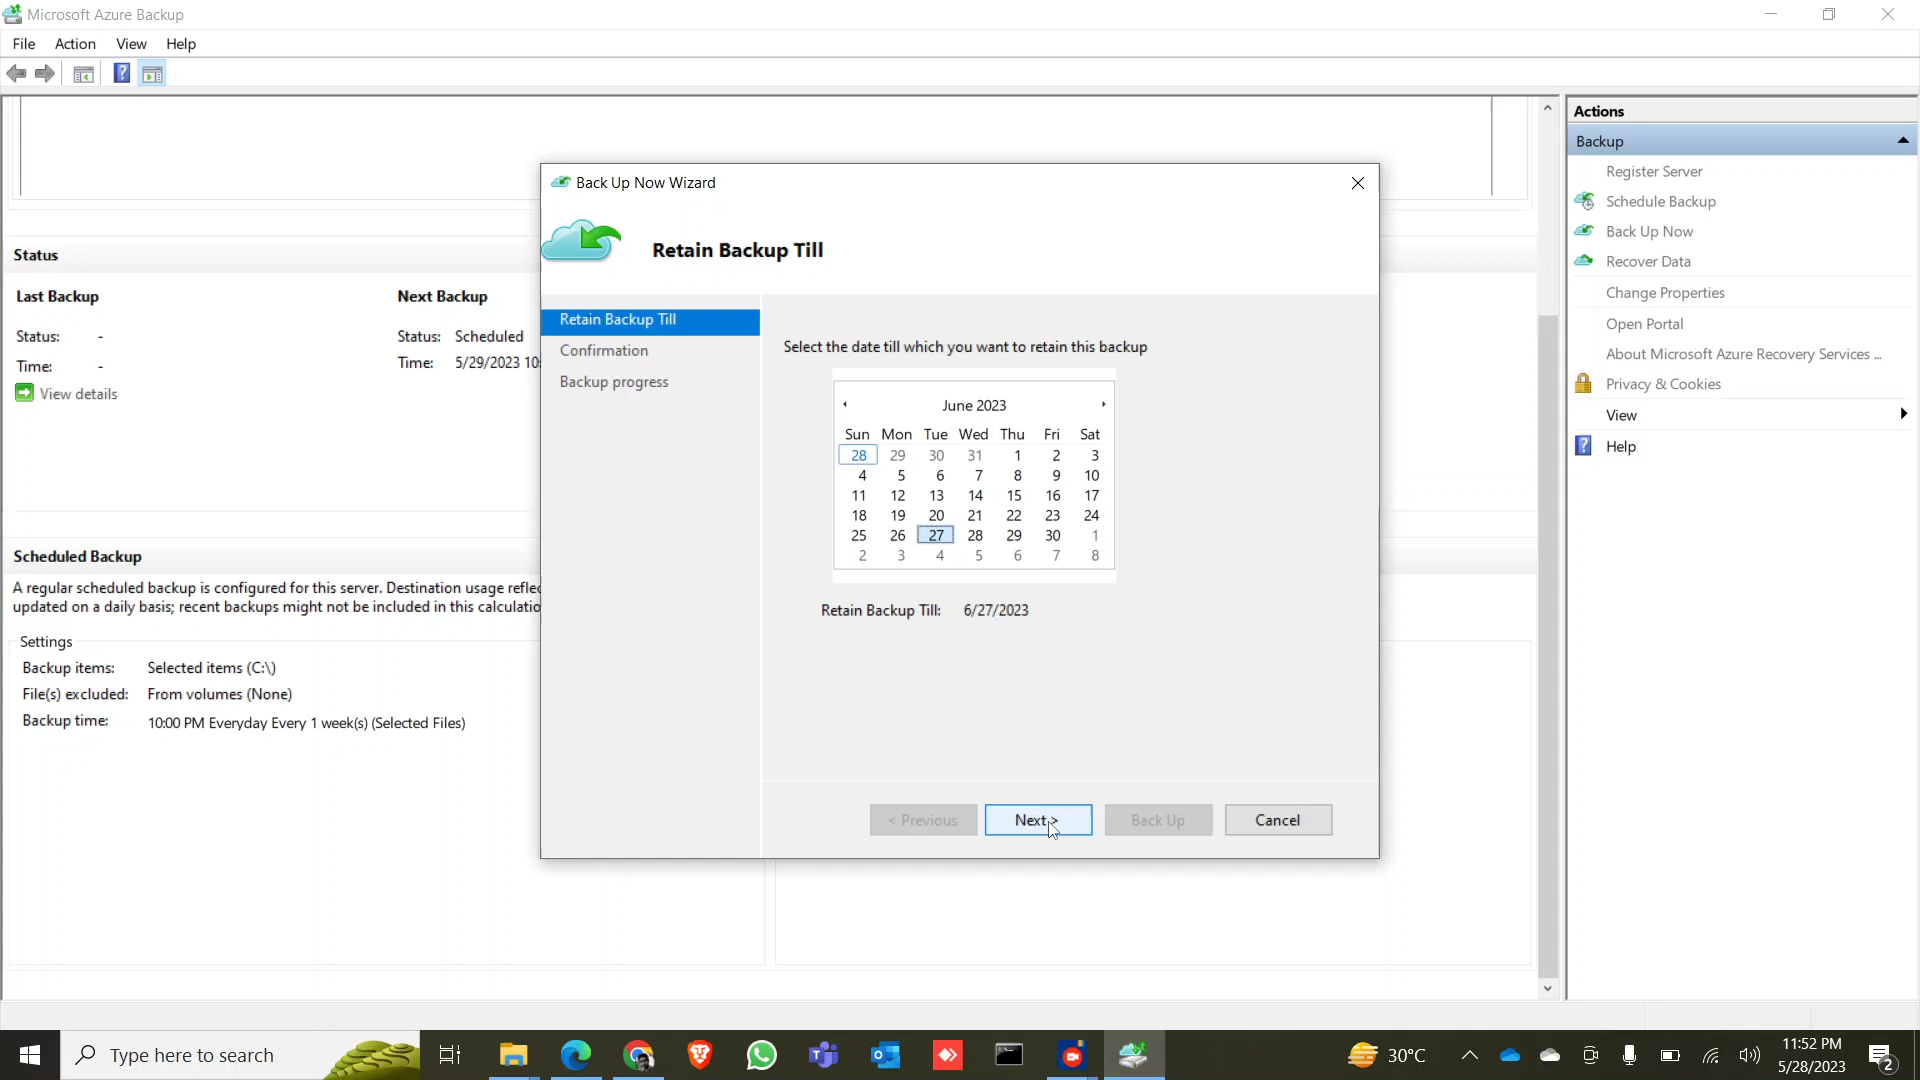 Microsoft Azure Backup
File Action View Help
Actions
Backup
Register Server
Schedule Backup
Back Up Now
Recover Data
Change Properties
Open Portal
About Microsoft Azure Recovery Services ...
Privacy & Cookies
View
Help
Status
Last Backup
Status: -
Time: -
View details
Next Backup
Status: Scheduled
Time: 5/29/2023 10:
Scheduled Backup
A regular scheduled backup is configured for this server. Destination usage
updated on a daily basis; recent backups might not be included in this
Settings
Backup items: Selected items (C:\)
File(s) excluded: From volumes (None)
Backup time: 10:00 PM Everyday Every 1 week(s) (Selected Files)
Back Up Now Wizard
Retain Backup Till
Retain Backup Till
Confirmation
Backup progress
Select the date till which you want to retain this backup
June 2023
Sun Mon Tue Wed Thu Fri Sat
28 29 30 31 1 2 3
4 5 6 7 8 9 10
11 12 13 14 15 16 17
18 19 20 21 22 23 24
25 26 27 28 29 30 1
2 3 4 5 6 7 8
Retain Backup Till: 6/27/2023
< Previous Next > Back Up Cancel
Type here to search
30°C
11:52 PM
5/28/2023
2